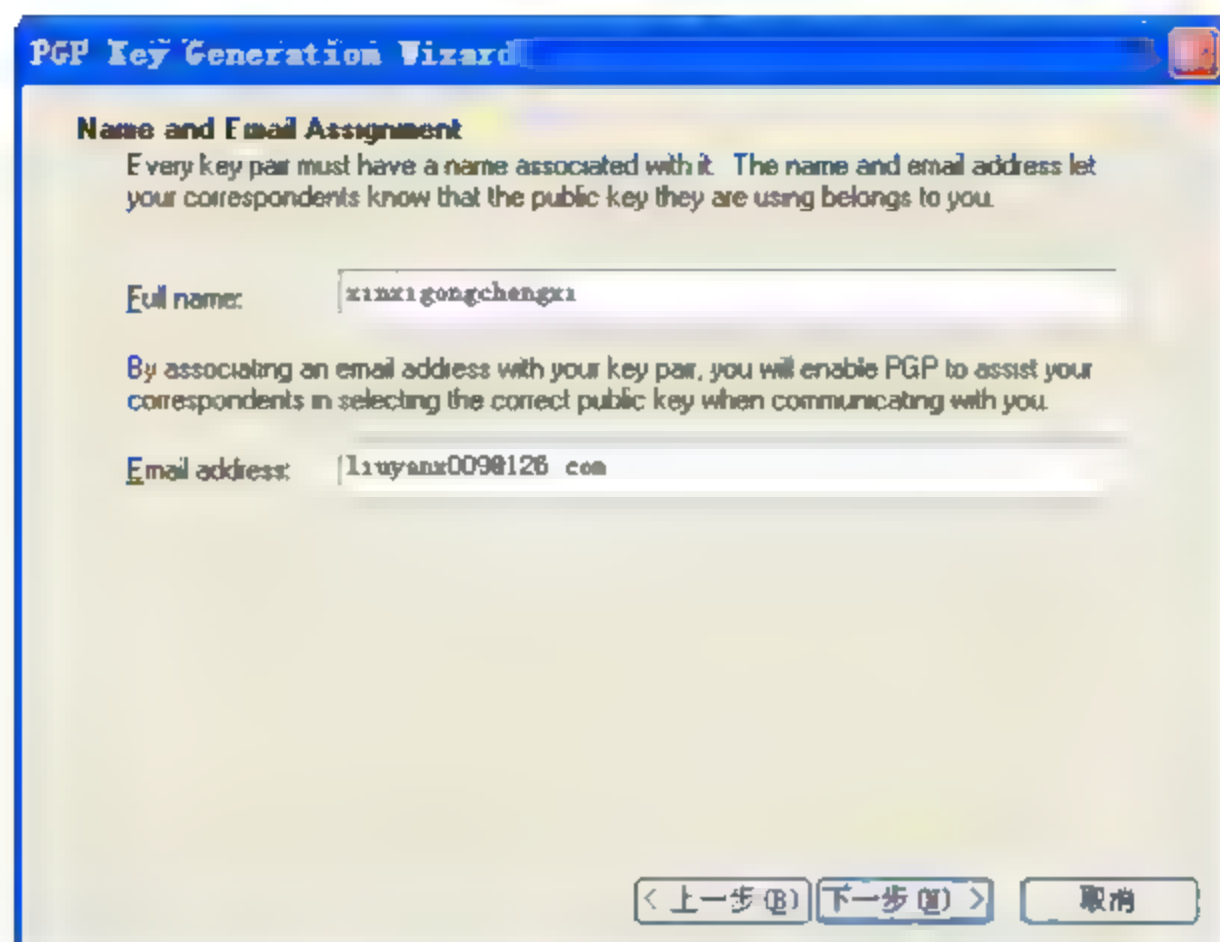 PGP Key Generation Wizard
Name and Email Assignment
Every key pair must have a name associated with it. The name and email address let
your correspondents know that the public key they are using belongs to you.
Full name:
xinxigongchengxi
By associating an email address with your key pair, you will enable PGP to assist your
correspondents in selecting the correct public key when communicating with you.
Email address:
< 上一步(B)
下一步(N) >
取消